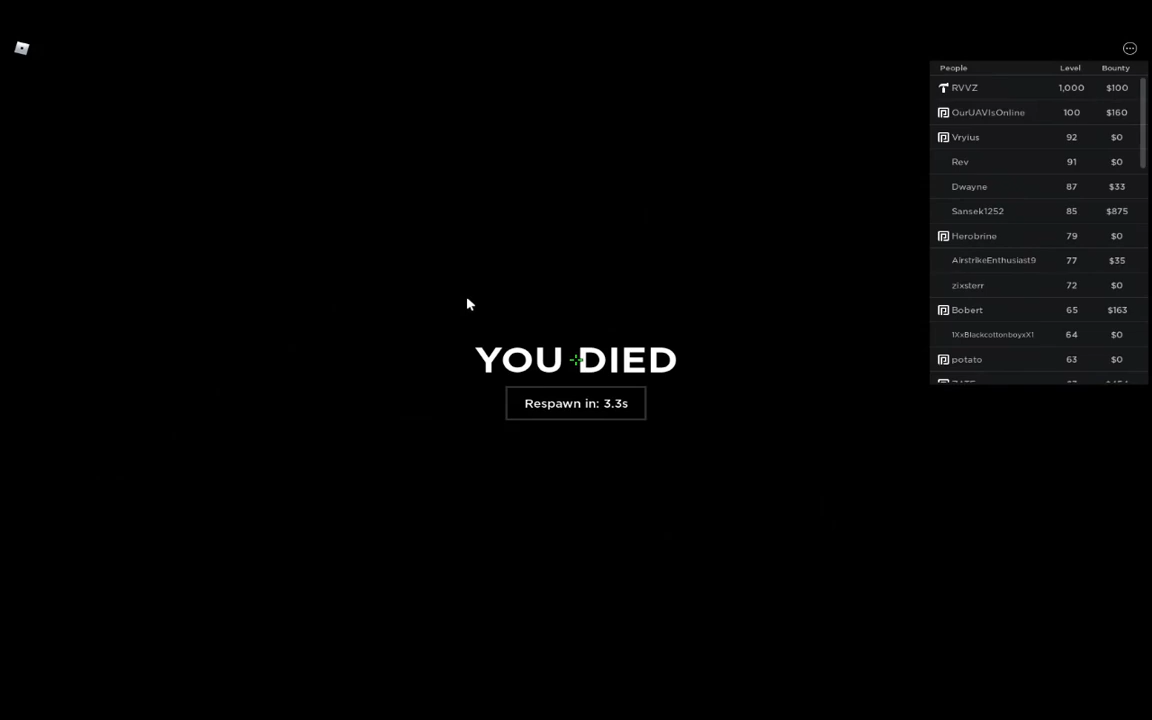 People Level Bounty
RVVZ 1,000 $100
OurUAVIsOnline 100 $160
Vryius 92 $0
Rev 91 $0
Dwayne 87 $33
Sansek1252 85 $875
Herobrine 79 $0
AirstrikeEnthusiast9 77 $35
zixsterr 72 $0
Bobert 65 $163
1XxBlackcottonboyxX1 64 $0
potato 63 $0
YOU DIED
Respawn in: 3.3s